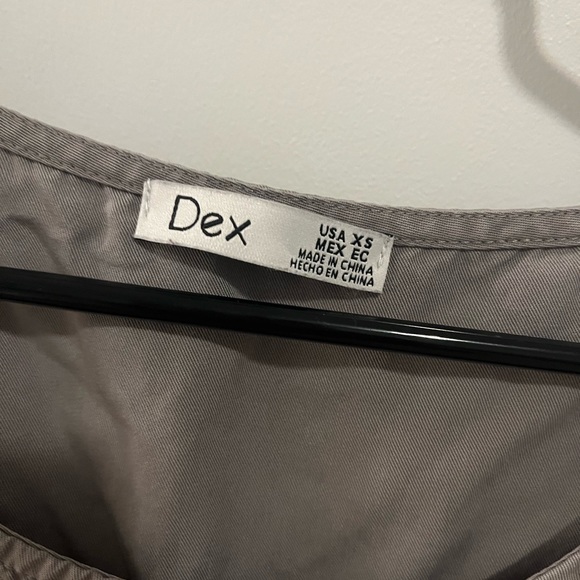 Dex
USA XS
MEX EC
MADE IN CHINA
HECHO EN CHINA